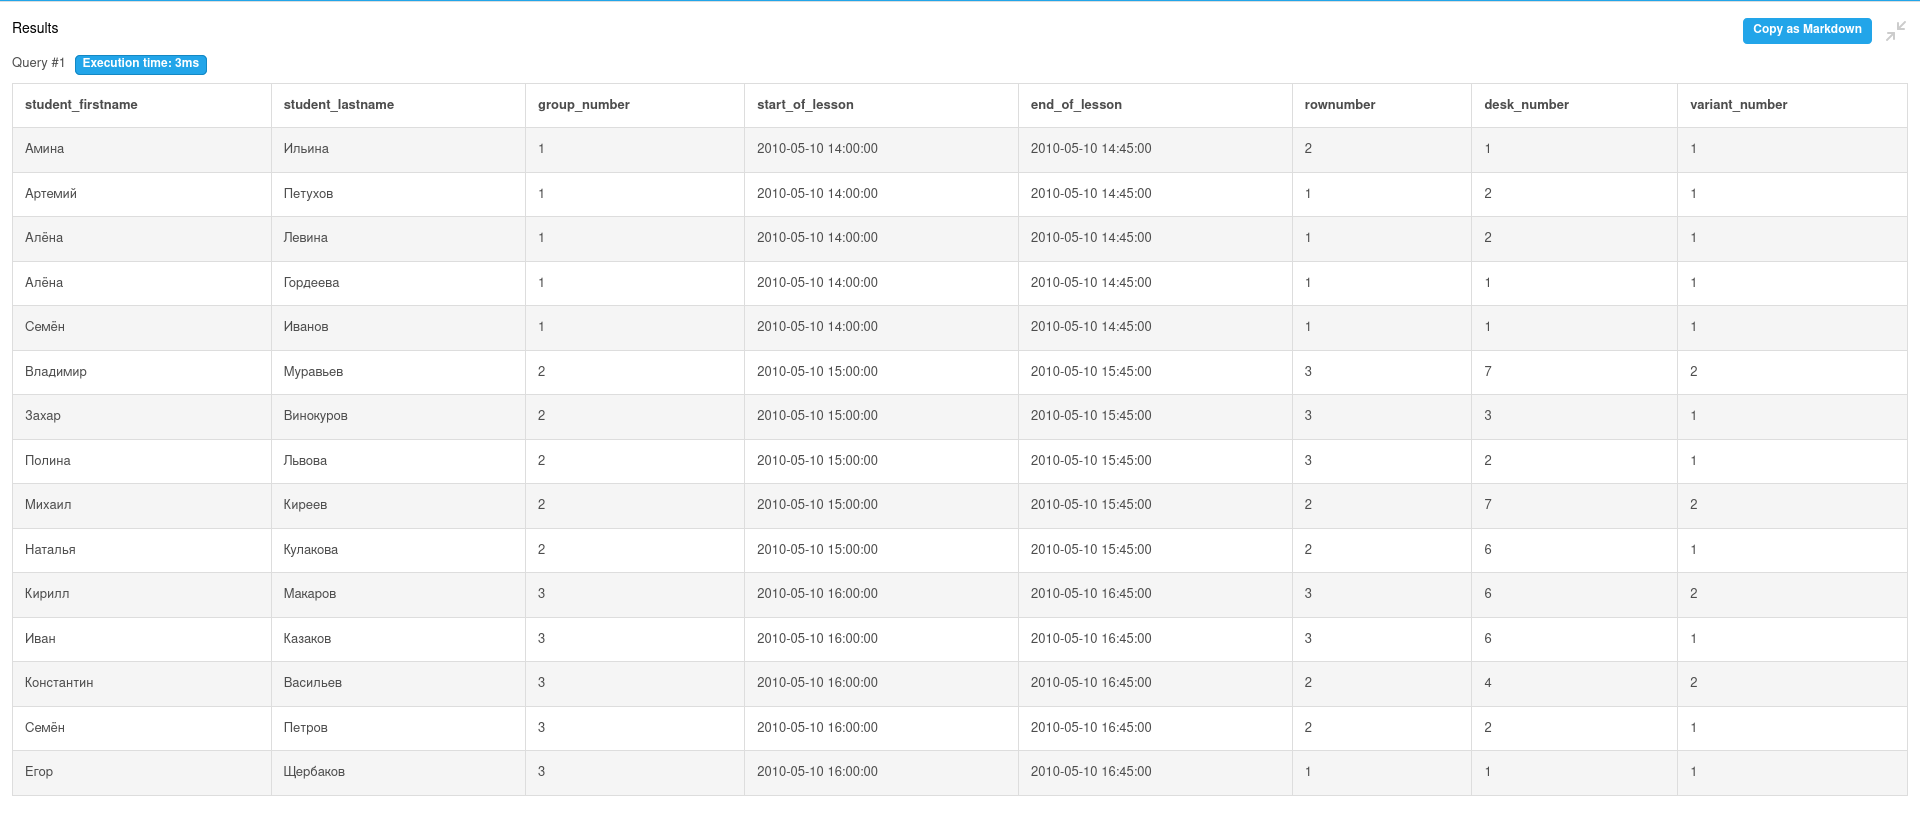 Results
Copy as Markdown
Query #1 Execution time: 3ms
student_firstname student_lastname group_number start_of_lesson end_of_lesson rownumber desk_number variant_number
Амина Ильина 1 2010-05-10 14:00:00 2010-05-10 14:45:00 2 1 1
Артемий Петухов 1 2010-05-10 14:00:00 2010-05-10 14:45:00 1 2 1
Алёна Левина 1 2010-05-10 14:00:00 2010-05-10 14:45:00 1 2 1
Алёна Гордеева 1 2010-05-10 14:00:00 2010-05-10 14:45:00 1 1 1
Семён Иванов 1 2010-05-10 14:00:00 2010-05-10 14:45:00 1 1 1
Владимир Муравьев 2 2010-05-10 15:00:00 2010-05-10 15:45:00 3 7 2
Захар Винокуров 2 2010-05-10 15:00:00 2010-05-10 15:45:00 3 3 1
Полина Львова 2 2010-05-10 15:00:00 2010-05-10 15:45:00 3 2 1
Михаил Киреев 2 2010-05-10 15:00:00 2010-05-10 15:45:00 2 7 2
Наталья Кулакова 2 2010-05-10 15:00:00 2010-05-10 15:45:00 2 6 1
Кирилл Макаров 3 2010-05-10 16:00:00 2010-05-10 16:45:00 3 6 2
Иван Казаков 3 2010-05-10 16:00:00 2010-05-10 16:45:00 3 6 1
Константин Васильев 3 2010-05-10 16:00:00 2010-05-10 16:45:00 2 4 2
Семён Петров 3 2010-05-10 16:00:00 2010-05-10 16:45:00 2 2 1
Егор Щербаков 3 2010-05-10 16:00:00 2010-05-10 16:45:00 1 1 1